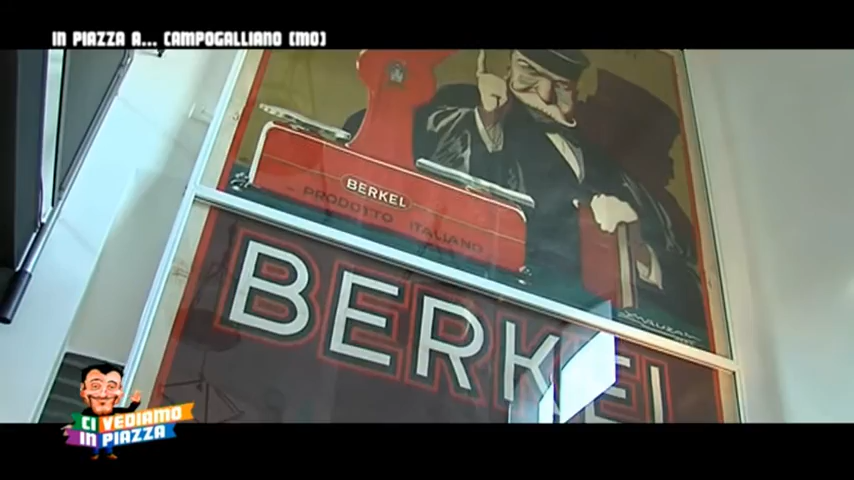 IN PIAZZA A... CAMPOGALLIANO (MO)
BERKEL
PRODOTTO ITALIANO
BERKEL
CI VEDIAMO
IN PIAZZA